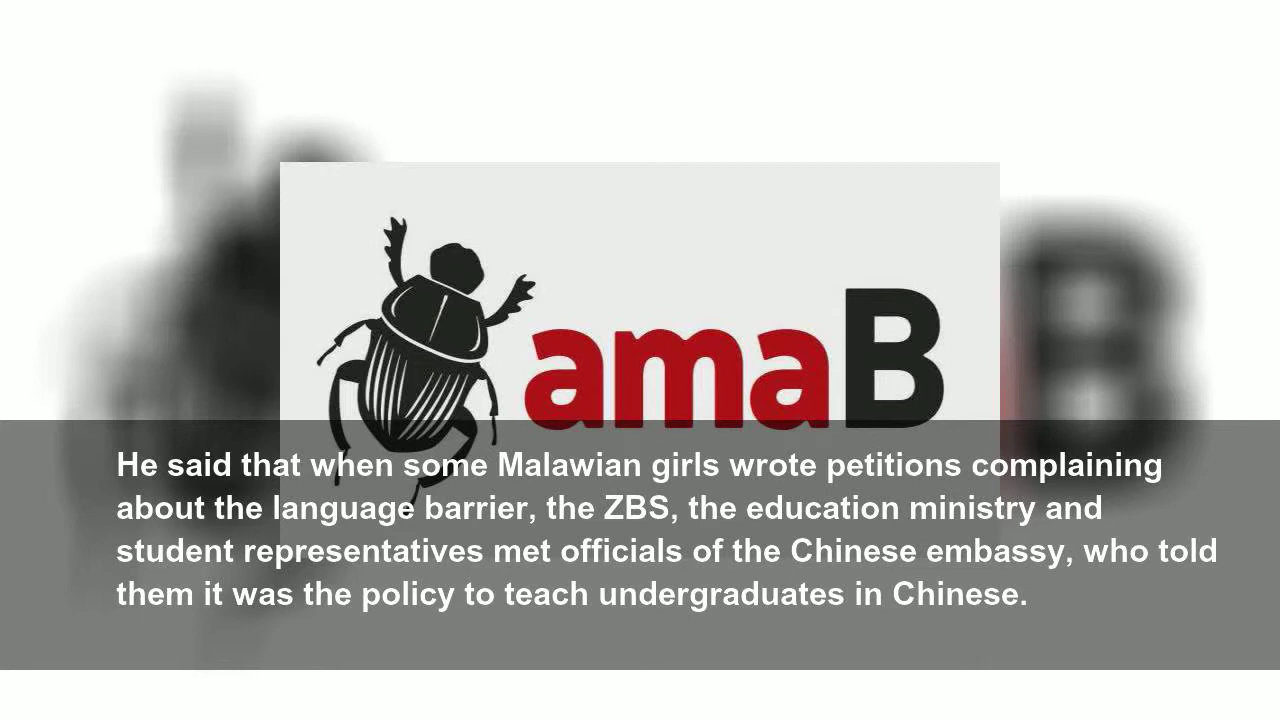 amaB
He said that when some Malawian girls wrote petitions complaining
about the language barrier, the ZBS, the education ministry and
student representatives met officials of the Chinese embassy, who told
them it was the policy to teach undergraduates in Chinese.